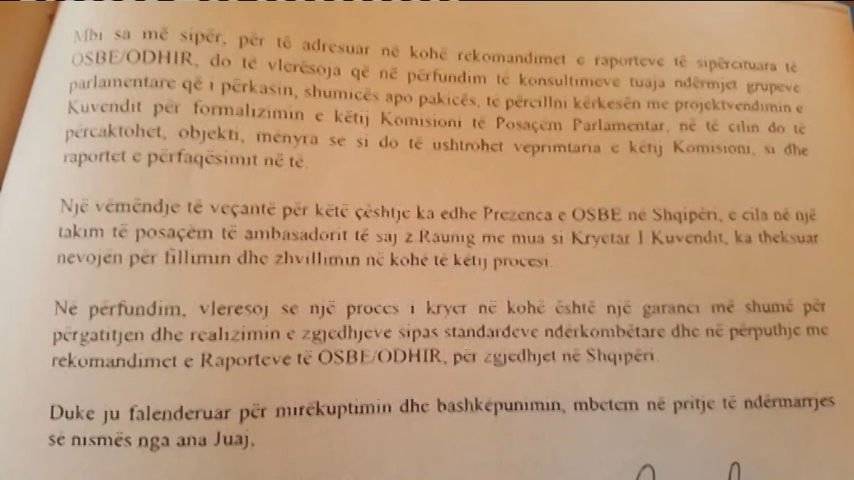 Mbi sa më sipër, për të adresuar në kohë rekomandimet e raporteve të sipërcituara të
OSBE/ODHIR, do të vlerësoja që në përfundim të konsultimeve tuaja ndërmjet grupeve
parlamentare që i përkasin, shumicës apo pakicës, të përcillni kërkesën me projektvendimin e
Kuvendit për formalizimin e këtij Komisioni të Posaçëm Parlamentar, në të cilin do të
përcaktohet, objekti, mënyra se si do të ushtrohet veprimtaria e këtij Komisioni, si dhe
raportet e përfaqësimit në të.
Një vëmëndje të veçantë për këtë çështje ka edhe Prezenca e OSBE në Shqipëri, e cila në një
takim të posaçëm të ambasadorit të saj z.Raunig me mua si Kryetar I Kuvendit, ka theksuar
nevojën për fillimin dhe zhvillimin në kohë të këtij procesi.
Në përfundim, vlerësoj se një proces i kryer në kohë është një garanci më shumë për
përgatitjen dhe realizimin e zgjedhjeve sipas standardeve ndërkombëtare dhe në përputhje me
rekomandimet e Raporteve të OSBE/ODHIR, për zgjedhjet në Shqipëri.
Duke ju falenderuar për mirëkuptimin dhe bashkëpunimin, mbetem në pritje të ndërmarrjes
së nismës nga ana Juaj,